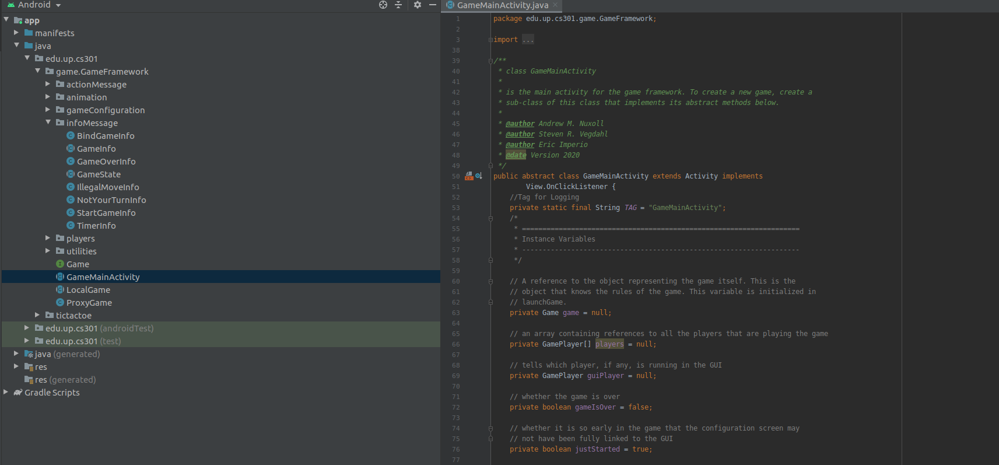 Android
app
manifests
java
edu.up.cs301
game.GameFramework
actionMessage
animation
gameConfiguration
infoMessage
BindGameInfo
GameInfo
GameOverInfo
GameState
IllegalMoveInfo
NotYourTurnInfo
StartGameInfo
TimerInfo
players
utilities
Game
GameMainActivity
LocalGame
ProxyGame
tictactoe
edu.up.cs301 (androidTest)
edu.up.cs301 (test)
java (generated)
res
res (generated)
Gradle Scripts
GameMainActivity.java
1 package edu.up.cs301.game.GameFramework;
2
3 import ...
38
39 /**
40 * class GameMainActivity
41 *
42 * is the main activity for the game framework. To create a new game, create a
43 * sub-class of this class that implements its abstract methods below.
44 *
45 * @author Andrew M. Nuxoll
46 * @author Steven R. Vegdahl
47 * @author Eric Imperio
48 * @date Version 2020
49 */
50 public abstract class GameMainActivity extends Activity implements
51 View.OnClickListener {
52 //Tag for Logging
53 private static final String TAG = "GameMainActivity";
54 /*
55 * ====================================================================
56 * Instance Variables
57 * --------------------------------------------------------------------
58 */
59
60 // A reference to the object representing the game itself. This is the
61 // object that knows the rules of the game. This variable is initialized in
62 // launchGame.
63 private Game game = null;
64
65 // an array containing references to all the players that are playing the game
66 private GamePlayer[] players = null;
67
68 // tells which player, if any, is running in the GUI
69 private GamePlayer guiPlayer = null;
70
71 // whether the game is over
72 private boolean gameIsOver = false;
73
74 // whether it is so early in the game that the configuration screen may
75 // not have been fully linked to the GUI
76 private boolean justStarted = true;
77